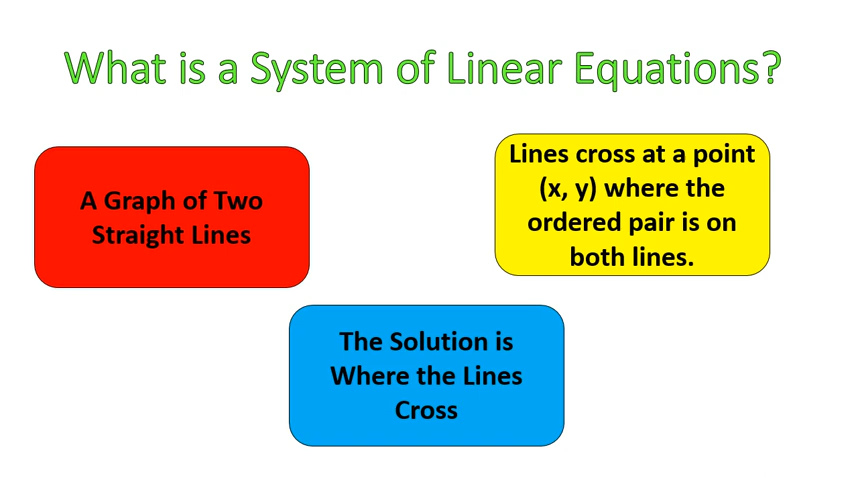 What is a System of Linear Equations?
A Graph of Two
Straight Lines
Lines cross at a point
(x, y) where the
ordered pair is on
both lines.
The Solution is
Where the Lines
Cross